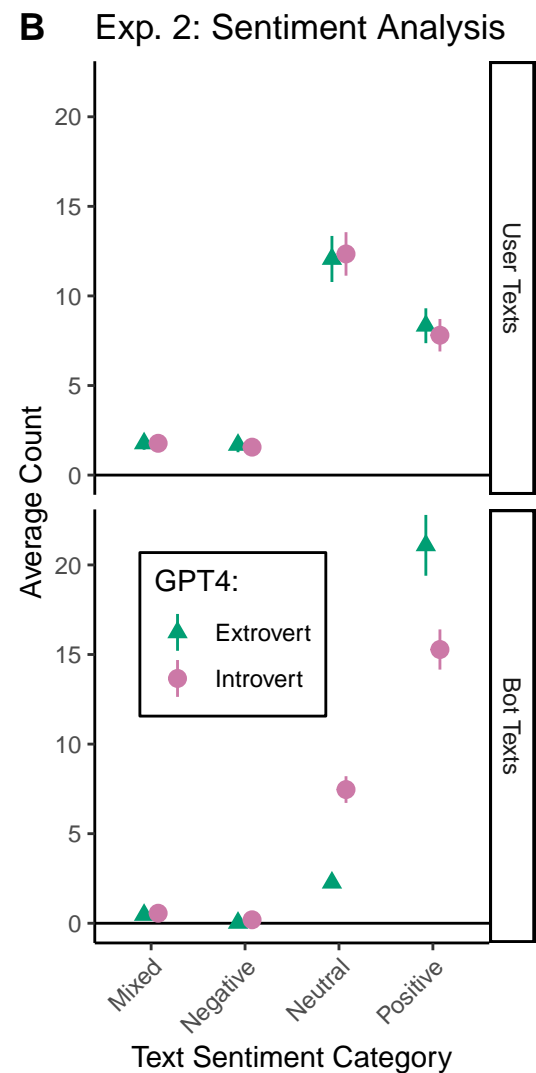 B Exp. 2: Sentiment Analysis
Average Count
20
15
10
5
0
User Texts
20
15
10
5
0
GPT4:
Extrovert
Introvert
Bot Texts
Mixed
Negative
Neutral
Positive
Text Sentiment Category